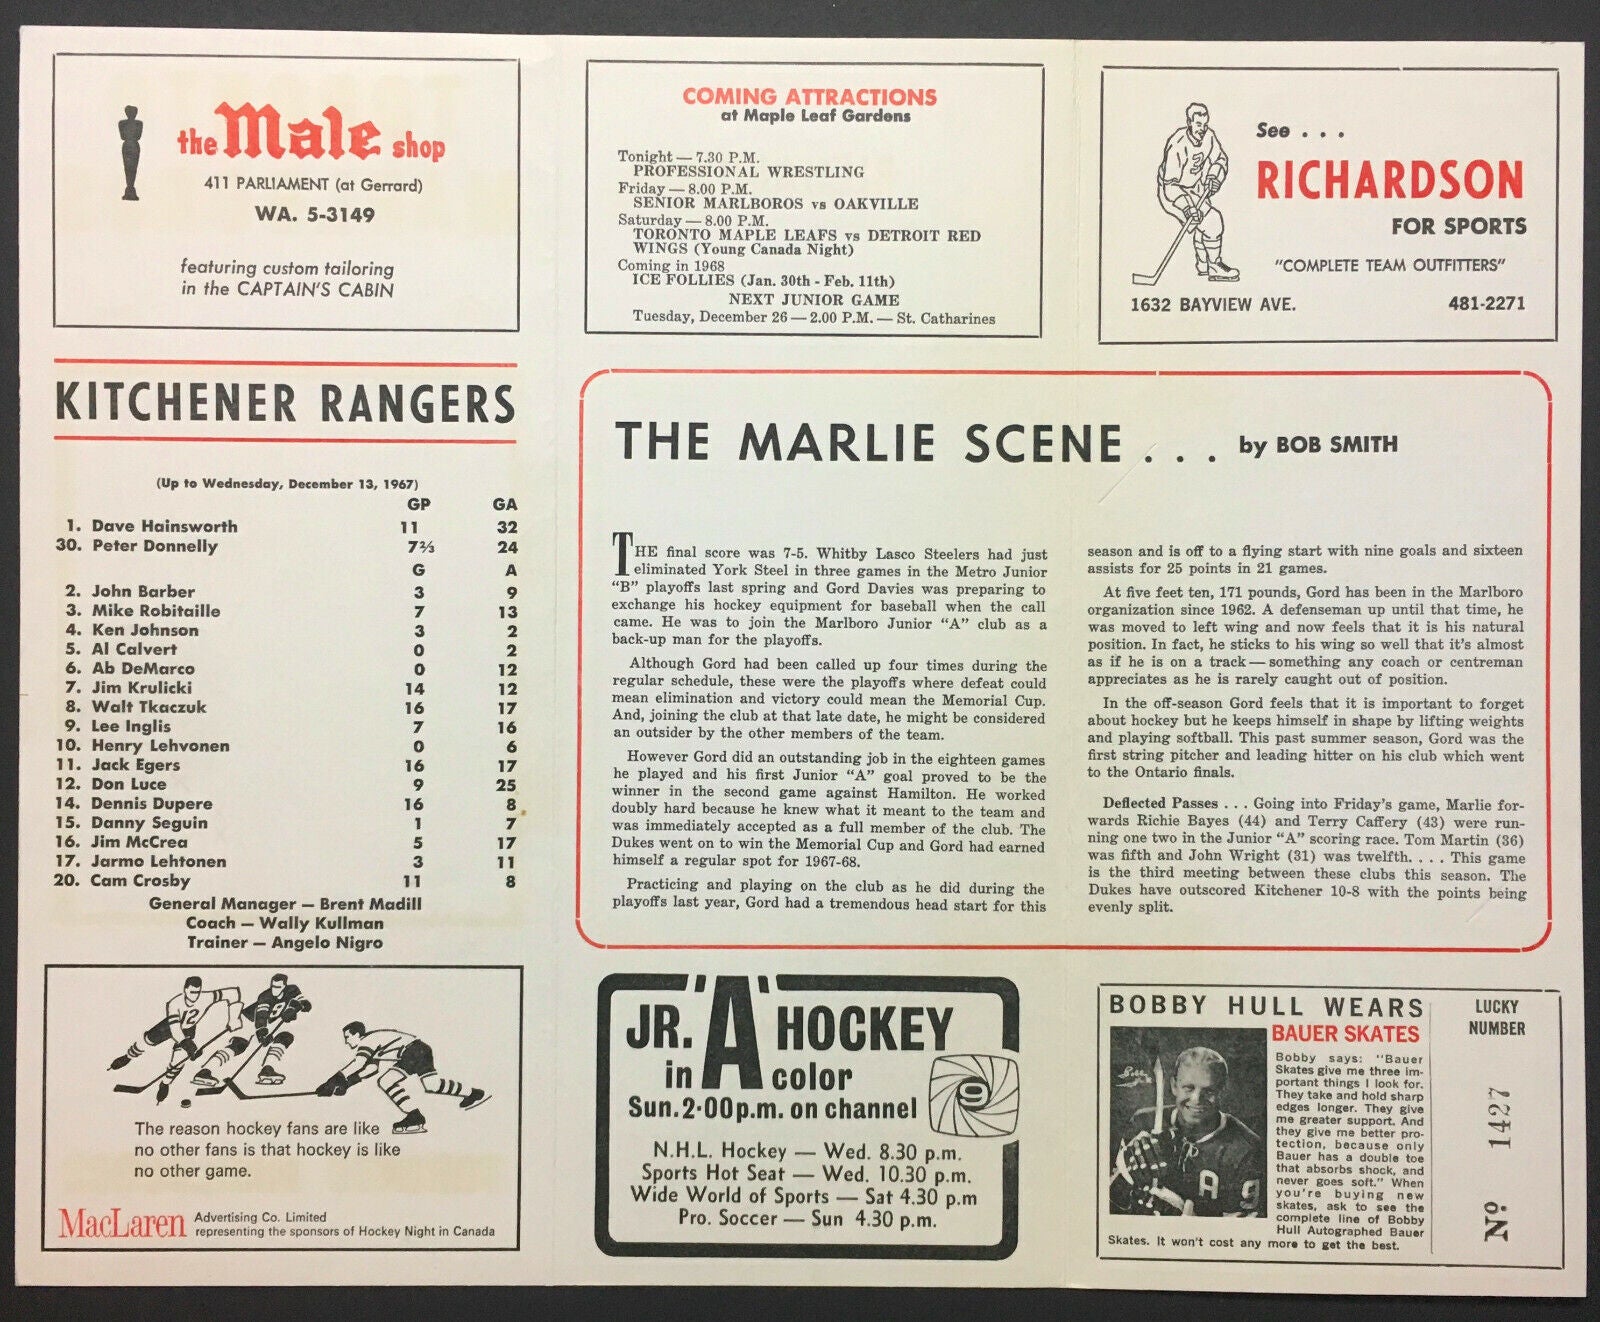 the Male shop
411 PARLIAMENT (at Gerrard)
WA. 5-3149
featuring custom tailoring
in the CAPTAIN'S CABIN
COMING ATTRACTIONS
at Maple Leaf Gardens
Tonight — 7.30 P.M.
PROFESSIONAL WRESTLING
Friday — 8.00 P.M.
SENIOR MARLBOROS vs OAKVILLE
Saturday — 8.00 P.M.
TORONTO MAPLE LEAFS vs DETROIT RED
WINGS (Young Canada Night)
Coming in 1968
ICE FOLLIES (Jan. 30th - Feb. 11th)
NEXT JUNIOR GAME
Tuesday, December 26 — 2.00 P.M. — St. Catharines
See . . .
RICHARDSON
FOR SPORTS
"COMPLETE TEAM OUTFITTERS"
1632 BAYVIEW AVE. 481-2271
KITCHENER RANGERS
(Up to Wednesday, December 13, 1967)
GP GA
1. Dave Hainsworth 11 32
30. Peter Donnelly 7⅔ 24
G A
2. John Barber 3 9
3. Mike Robitaille 7 13
4. Ken Johnson 3 2
5. Al Calvert 0 2
6. Ab DeMarco 0 12
7. Jim Krulicki 14 12
8. Walt Tkaczuk 16 17
9. Lee Inglis 7 16
10. Henry Lehvonen 0 6
11. Jack Egers 16 17
12. Don Luce 9 25
14. Dennis Dupere 16 8
15. Danny Seguin 1 7
16. Jim McCrea 5 17
17. Jarmo Lehtonen 3 11
20. Cam Crosby 11 8
General Manager — Brent Madill
Coach — Wally Kullman
Trainer — Angelo Nigro
THE MARLIE SCENE . . . by BOB SMITH
THE final score was 7-5. Whitby Lasco Steelers had just
eliminated York Steel in three games in the Metro Junior
"B" playoffs last spring and Gord Davies was preparing to
exchange his hockey equipment for baseball when the call
came. He was to join the Marlboro Junior "A" club as a
back-up man for the playoffs.
Although Gord had been called up four times during the
regular schedule, these were the playoffs where defeat could
mean elimination and victory could mean the Memorial Cup.
And, joining the club at that late date, he might be considered
an outsider by the other members of the team.
However Gord did an outstanding job in the eighteen games
he played and his first Junior "A" goal proved to be the
winner in the second game against Hamilton. He worked
doubly hard because he knew what it meant to the team and
was immediately accepted as a full member of the club. The
Dukes went on to win the Memorial Cup and Gord had earned
himself a regular spot for 1967-68.
Practicing and playing on the club as he did during the
playoffs last year, Gord had a tremendous head start for this
season and is off to a flying start with nine goals and sixteen
assists for 25 points in 21 games.
At five feet ten, 171 pounds, Gord has been in the Marlboro
organization since 1962. A defenseman up until that time, he
was moved to left wing and now feels that it is his natural
position. In fact, he sticks to his wing so well that it's almost
as if he is on a track — something any coach or centreman
appreciates as he is rarely caught out of position.
In the off-season Gord feels that it is important to forget
about hockey but he keeps himself in shape by lifting weights
and playing softball. This past summer season, Gord was the
first string pitcher and leading hitter on his club which went
to the Ontario finals.
Deflected Passes . . . Going into Friday's game, Marlie for-
wards Richie Bayes (44) and Terry Caffery (43) were run-
ning one two in the Junior "A" scoring race. Tom Martin (36)
was fifth and John Wright (31) was twelfth. . . . This game
is the third meeting between these clubs this season. The
Dukes have outscored Kitchener 10-8 with the points being
evenly split.
12
9
The reason hockey fans are like
no other fans is that hockey is like
no other game.
MacLaren Advertising Co. Limited
representing the sponsors of Hockey Night in Canada
JR. 'A' HOCKEY
in color
Sun. 2·00 p.m. on channel 9
N.H.L. Hockey — Wed. 8.30 p.m.
Sports Hot Seat — Wed. 10.30 p.m.
Wide World of Sports — Sat 4.30 p.m
Pro. Soccer — Sun 4.30 p.m.
BOBBY HULL WEARS
BAUER SKATES
Bobby says: "Bauer
Skates give me three im-
portant things I look for.
They take and hold sharp
edges longer. They give
me greater support. And
they give me better pro-
tection, because only
Bauer has a double toe
that absorbs shock, and
never goes soft." When
you're buying new
skates, ask to see the
complete line of Bobby
Hull Autographed Bauer
Skates. It won't cost any more to get the best.
A 9
LUCKY
NUMBER
Nº 1427